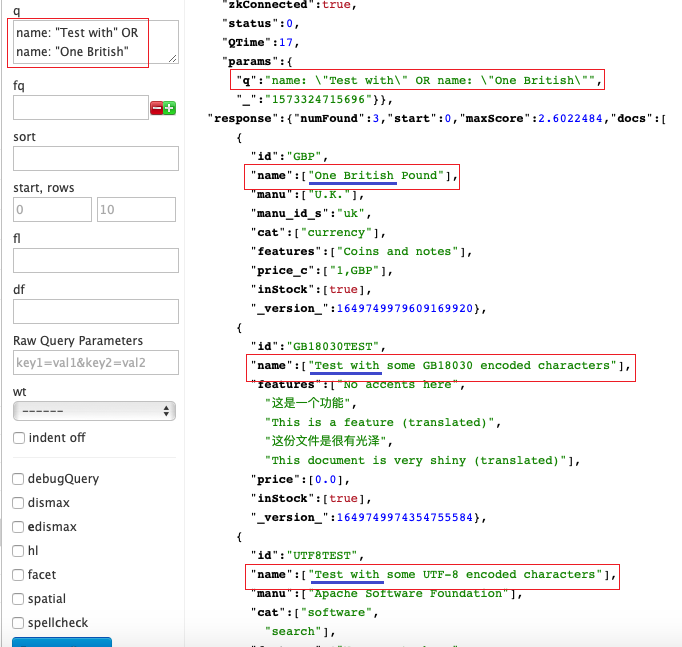 q
name: "Test with" OR
name: "One British"
fq
sort
start, rows
0
10
fl
df
Raw Query Parameters
key1=val1&key2=val2
wt
------
indent off
debugQuery
dismax
edismax
hl
facet
spatial
spellcheck
"zkConnected":true,
"status":0,
"QTime":17,
"params":{
"q":"name: \"Test with\" OR name: \"One British\"",
"_":"1573324715696"}},
"response":{"numFound":3,"start":0,"maxScore":2.6022484,"docs":[
{
"id":"GBP",
"name":["One British Pound"],
"manu":["U.K."],
"manu_id_s":"uk",
"cat":["currency"],
"features":["Coins and notes"],
"price_c":["1,GBP"],
"inStock":[true],
"_version_":1649749979609169920},
{
"id":"GB18030TEST",
"name":["Test with some GB18030 encoded characters"],
"features":["No accents here",
"这是一个功能",
"This is a feature (translated)",
"这份文件是很有光泽",
"This document is very shiny (translated)"],
"price":[0.0],
"inStock":[true],
"_version_":1649749974354755584},
{
"id":"UTF8TEST",
"name":["Test with some UTF-8 encoded characters"],
"manu":["Apache Software Foundation"],
"cat":["software",
"search"],